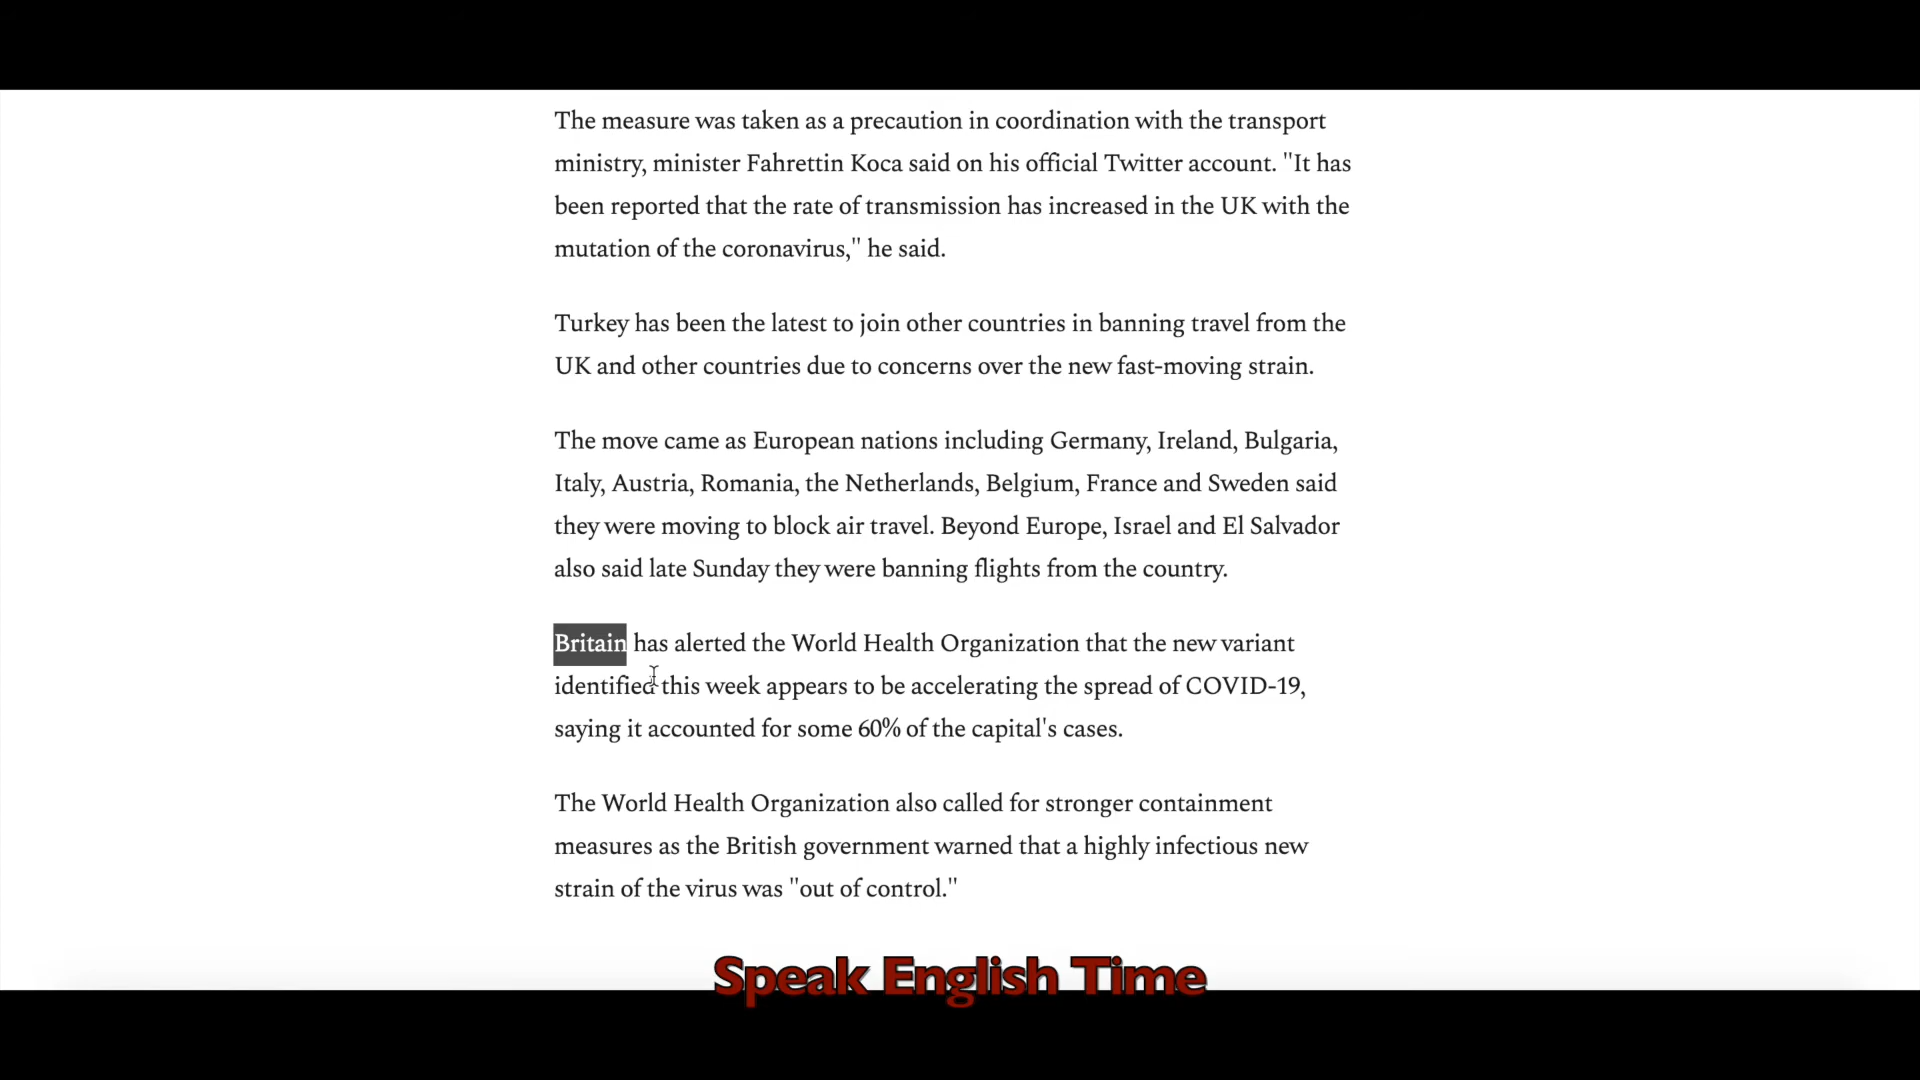 The measure was taken as a precaution in coordination with the transport
ministry, minister Fahrettin Koca said on his official Twitter account. "It has
been reported that the rate of transmission has increased in the UK with the
mutation of the coronavirus," he said.
Turkey has been the latest to join other countries in banning travel from the
UK and other countries due to concerns over the new fast-moving strain.
The move came as European nations including Germany, Ireland, Bulgaria,
Italy, Austria, Romania, the Netherlands, Belgium, France and Sweden said
they were moving to block air travel. Beyond Europe, Israel and El Salvador
also said late Sunday they were banning flights from the country.
Britain has alerted the World Health Organization that the new variant
identified this week appears to be accelerating the spread of COVID-19,
saying it accounted for some 60% of the capital's cases.
The World Health Organization also called for stronger containment
measures as the British government warned that a highly infectious new
strain of the virus was "out of control."
Speak English Time